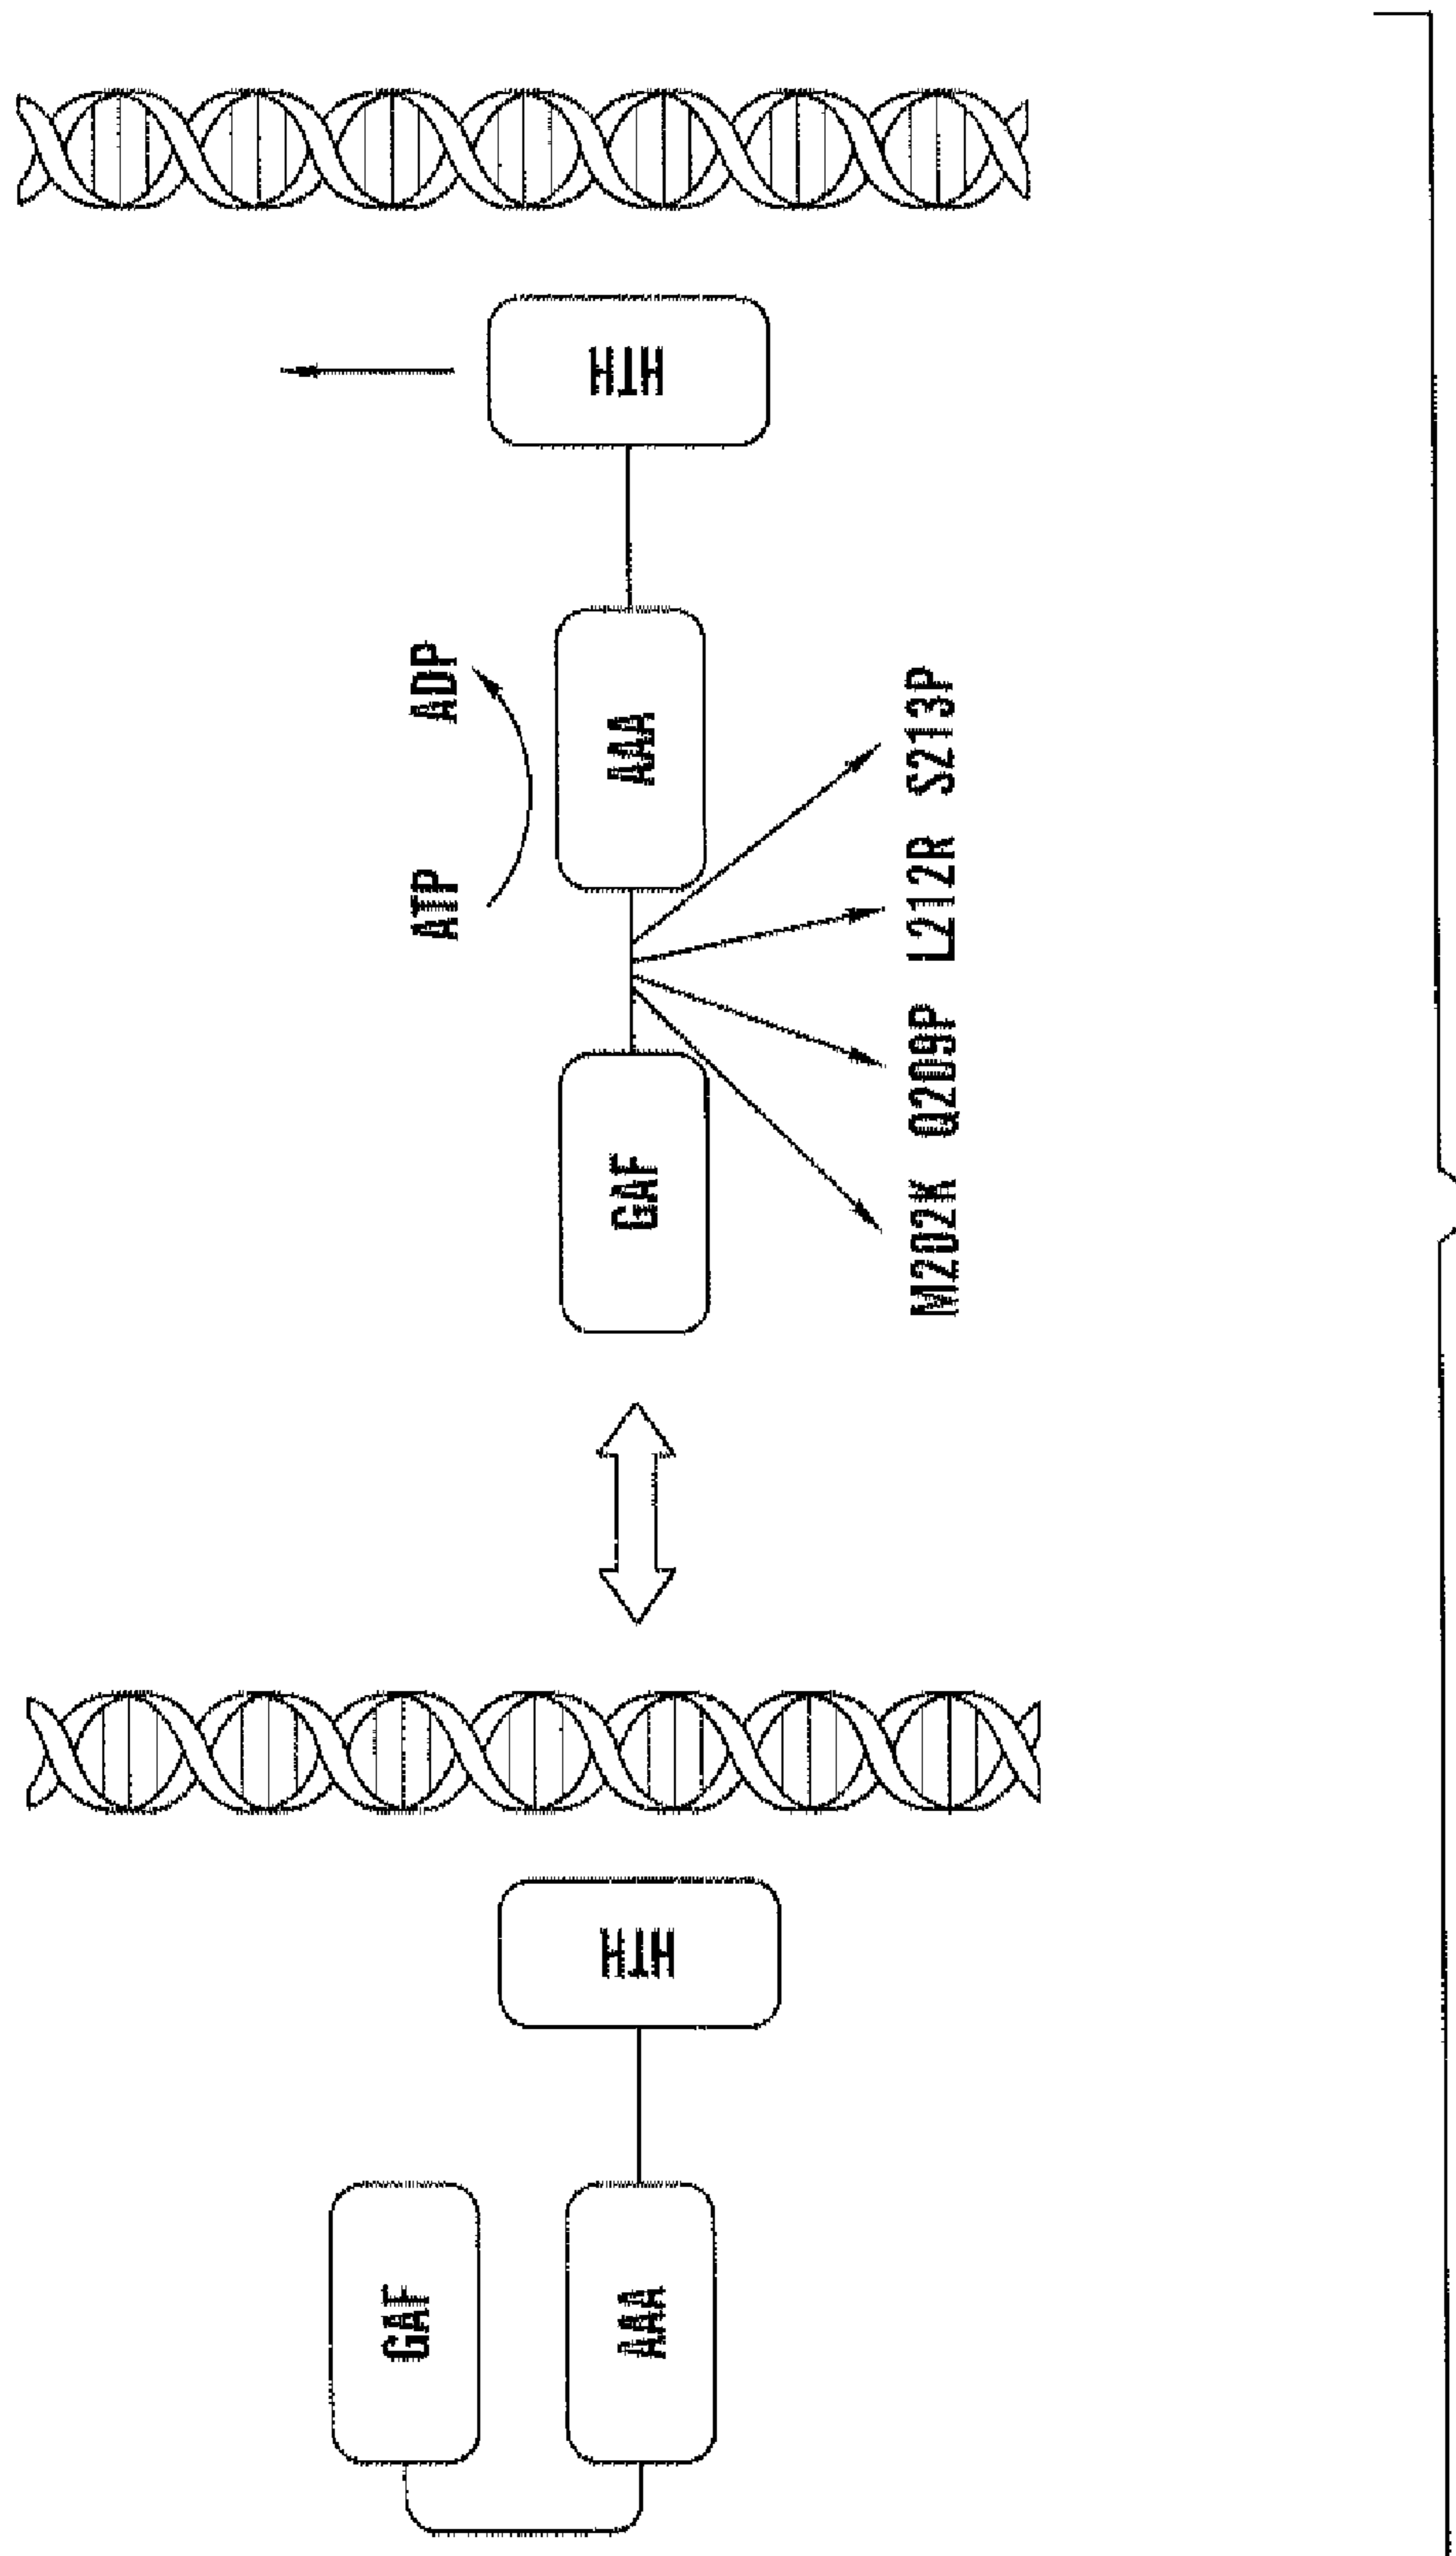 GAF
AAA HTH
ATP ADP
GAF AAA HTH
M202K Q209P L212R S213P